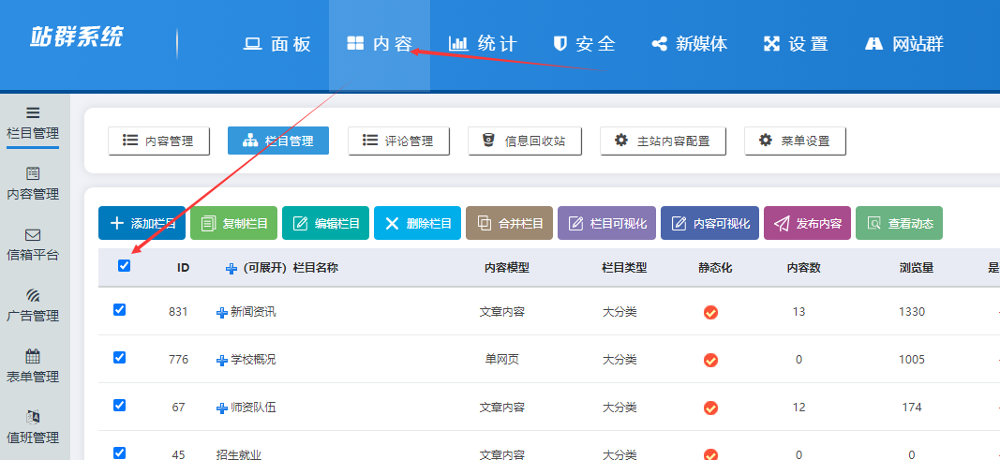 站群系统
面 板 内 容 统 计 安 全 新媒体 设 置 网站群
栏目管理
内容管理
信箱平台
广告管理
表单管理
值班管理
内容管理 栏目管理 评论管理 信息回收站 主站内容配置 菜单设置
添加栏目 复制栏目 编辑栏目 删除栏目 合并栏目 栏目可视化 内容可视化 发布内容 查看动态
ID (可展开) 栏目名称 内容模型 栏目类型 静态化 内容数 浏览量 是
831 新闻资讯 文章内容 大分类 13 1330
776 学校概况 单网页 大分类 0 1005
67 师资队伍 文章内容 大分类 12 174
45 招生就业 文章内容 大分类 0 0